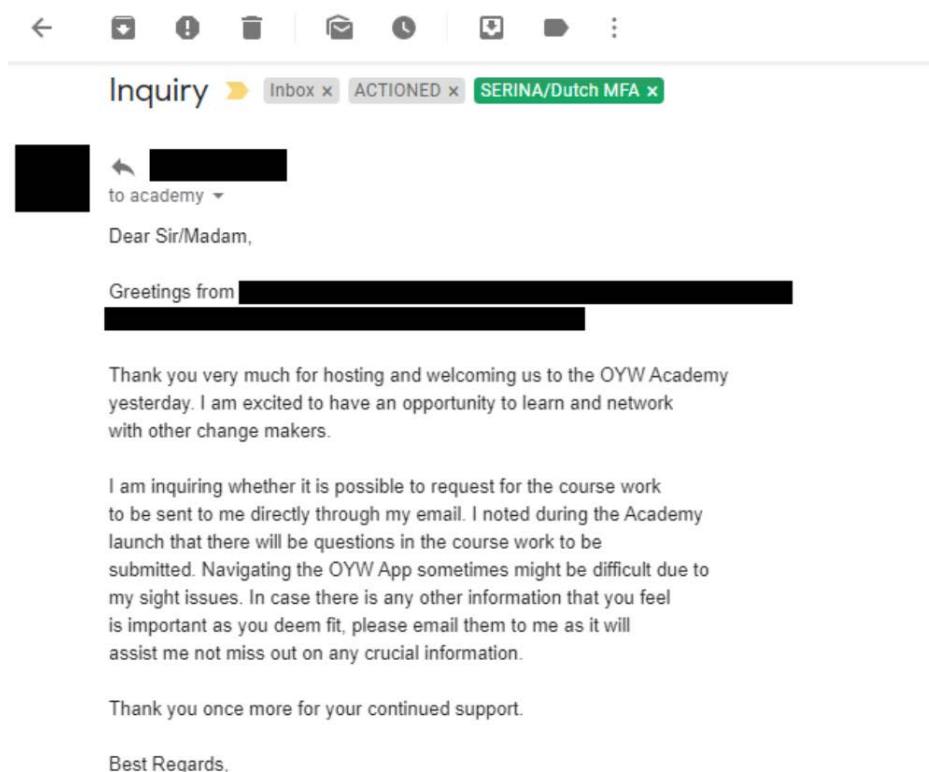 Inquiry Inbox x ACTIONED x SERINA/Dutch MFA x
to academy
Dear Sir/Madam,
Greetings from
Thank you very much for hosting and welcoming us to the OYW Academy
yesterday. I am excited to have an opportunity to learn and network
with other change makers.
I am inquiring whether it is possible to request for the course work
to be sent to me directly through my email. I noted during the Academy
launch that there will be questions in the course work to be
submitted. Navigating the OYW App sometimes might be difficult due to
my sight issues. In case there is any other information that you feel
is important as you deem fit, please email them to me as it will
assist me not miss out on any crucial information.
Thank you once more for your continued support.
Best Regards,